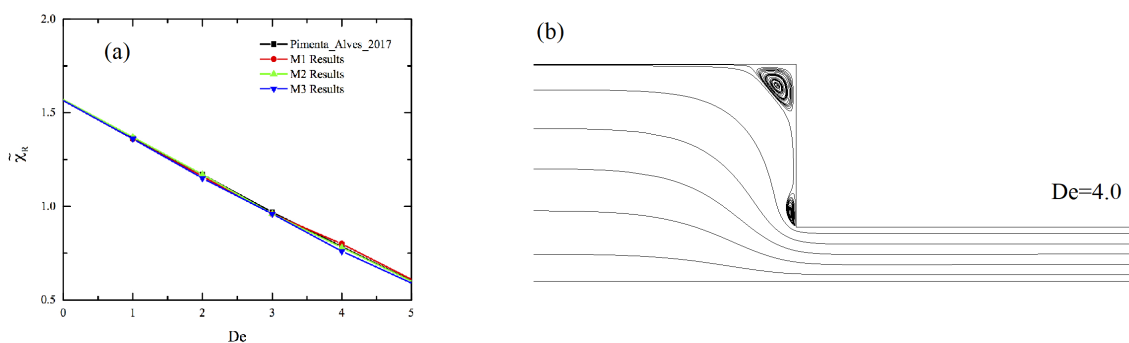 (a)
Pimenta_Alves_2017
M1 Results
M2 Results
M3 Results
2.0
1.5
1.0
0.5
χ̃R
0 1 2 3 4 5
De
(b)
De=4.0